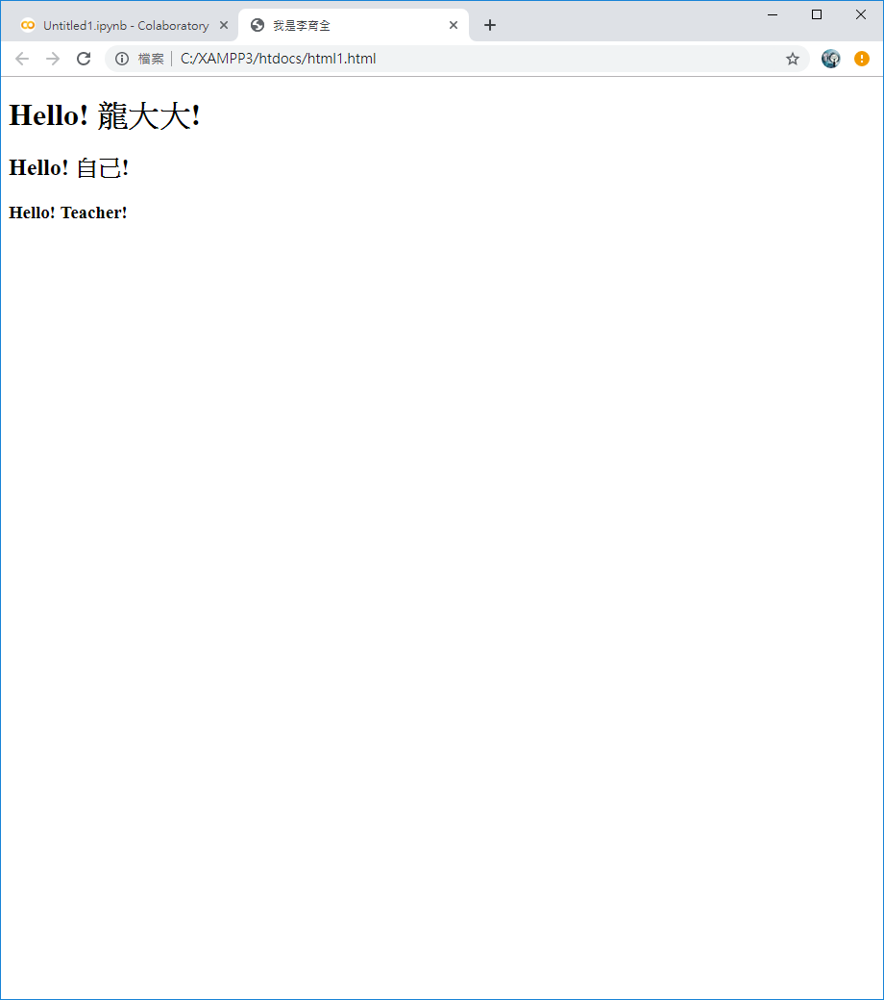 Untitled1.ipynb - Colaboratory
我是李育全
檔案 C:/XAMPP3/htdocs/html1.html
Hello! 龍大大!
Hello! 自己!
Hello! Teacher!